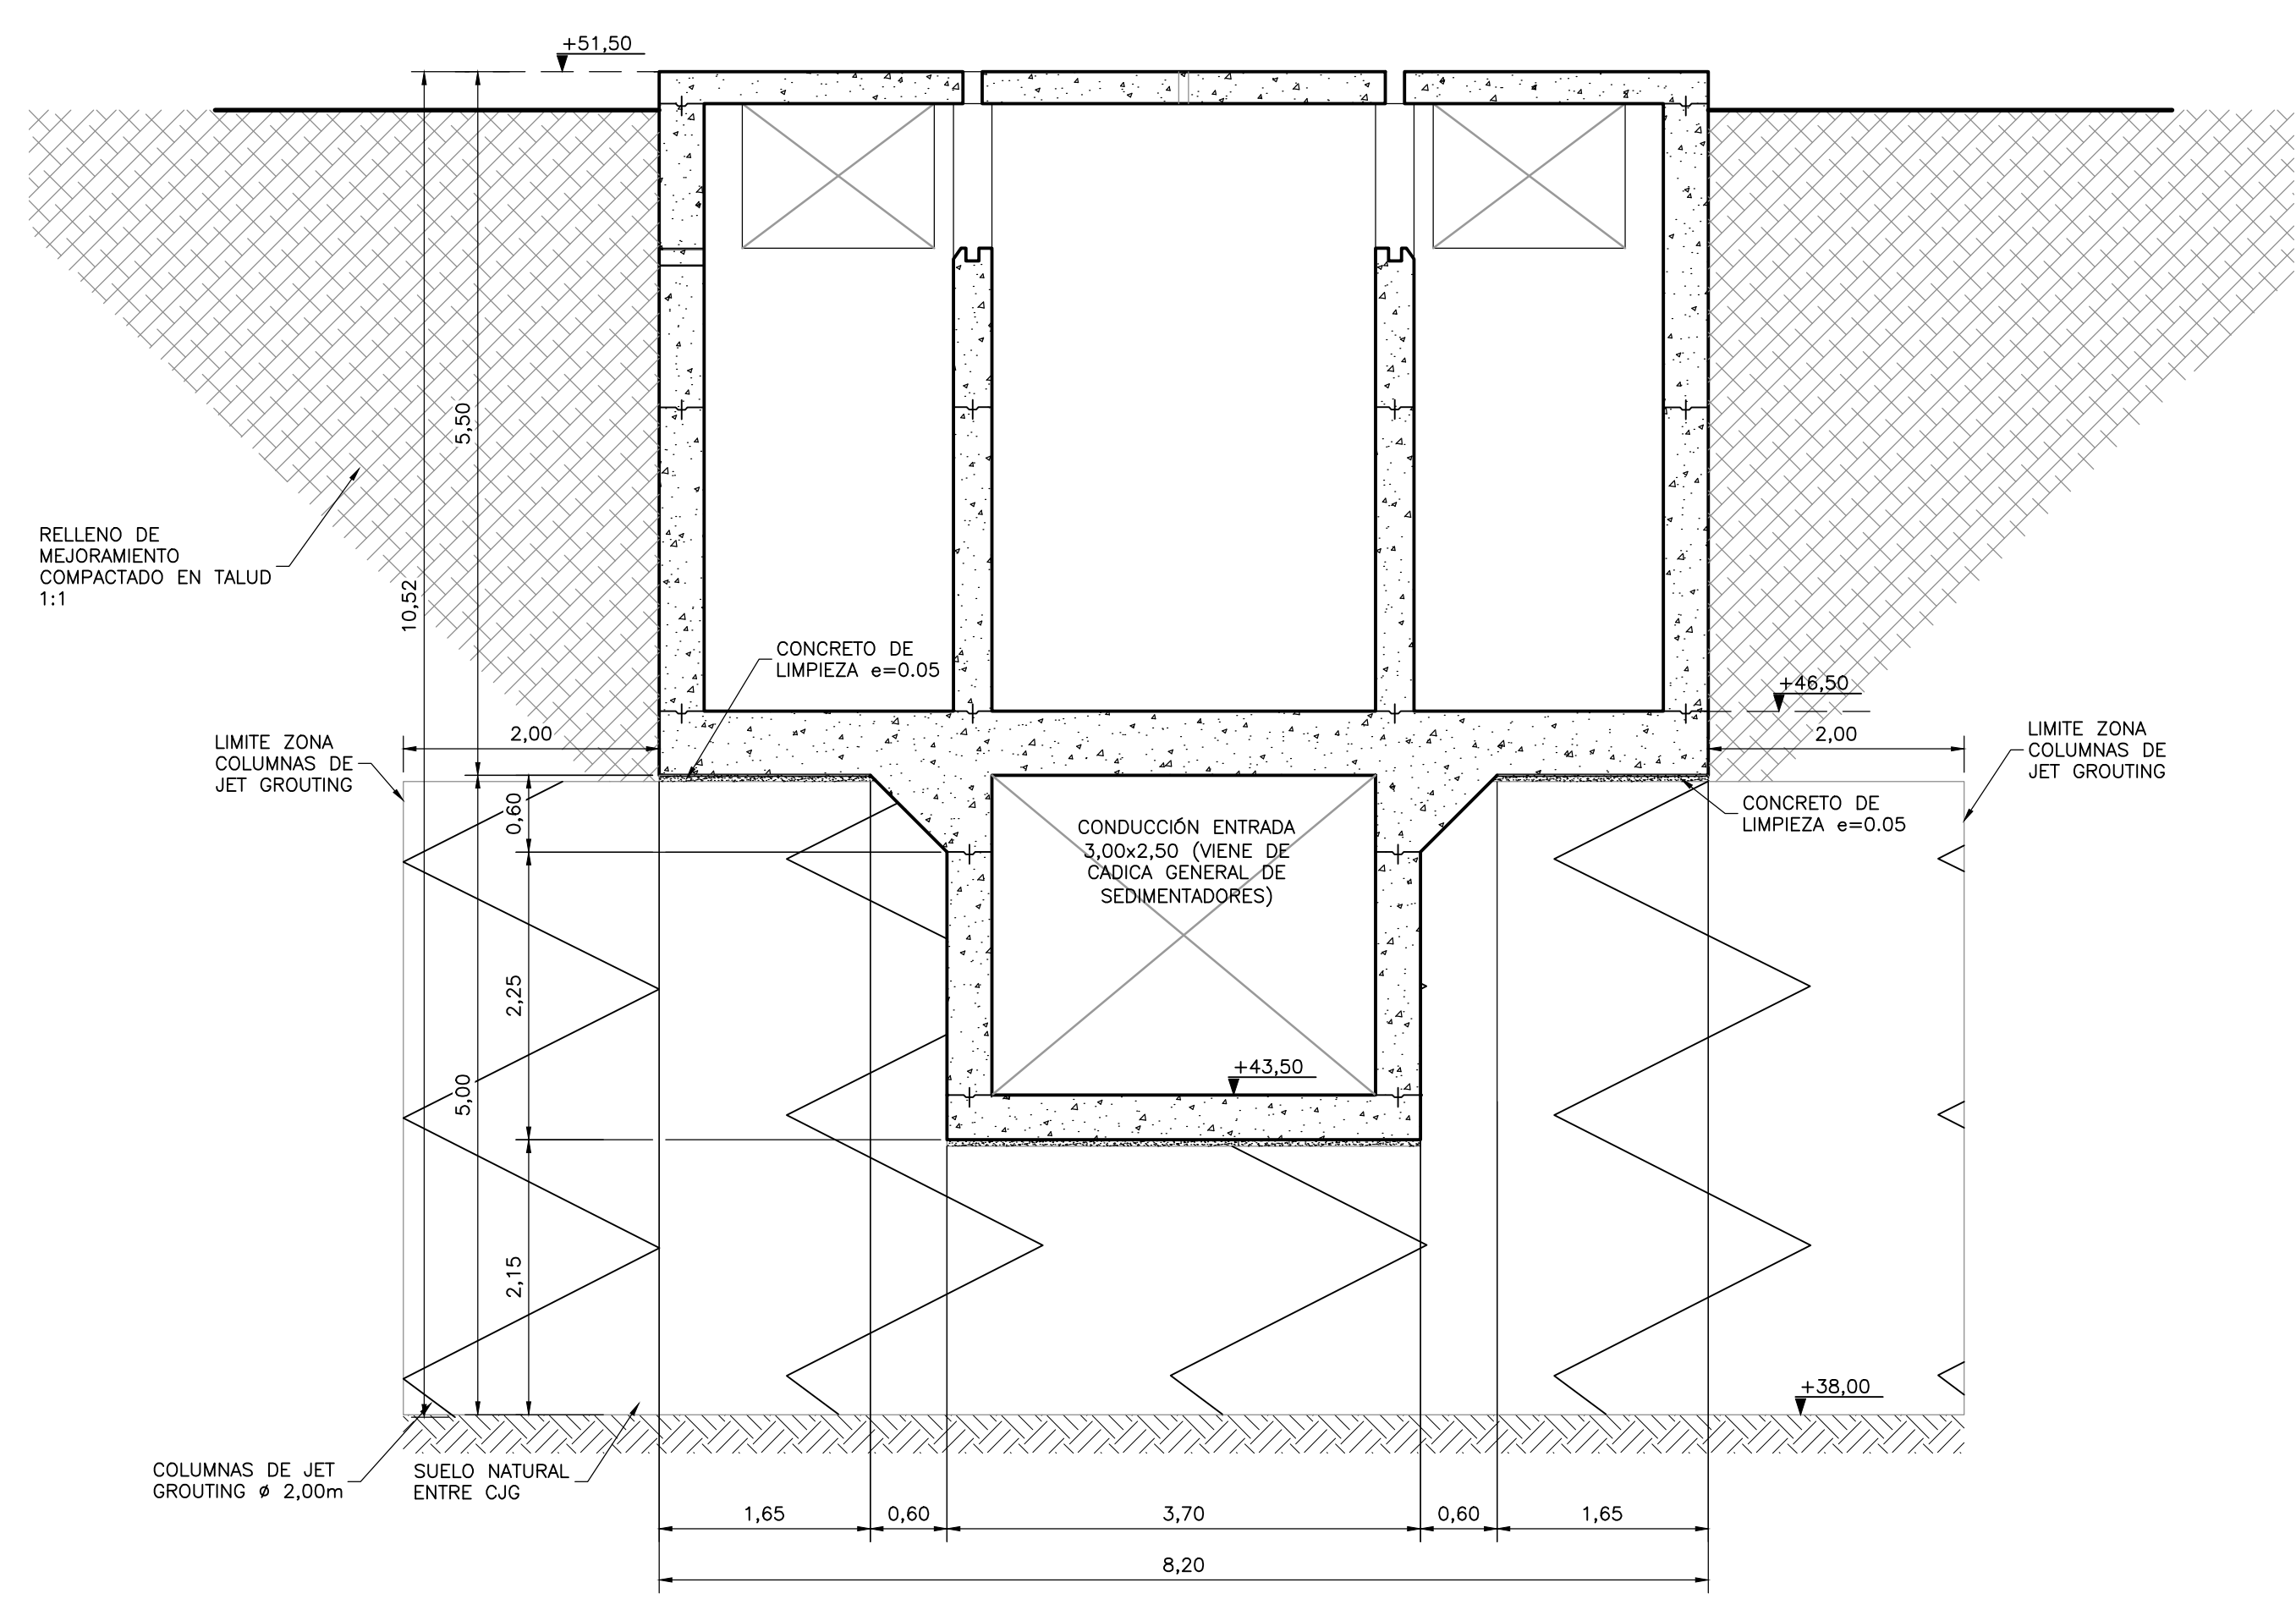 +51,50
5,50
10,52
RELLENO DE
MEJORAMIENTO
COMPACTADO EN TALUD
1:1
CONCRETO DE
LIMPIEZA e=0.05
+46,50
2,00
2,00
LIMITE ZONA
COLUMNAS DE
JET GROUTING
LIMITE ZONA
COLUMNAS DE
JET GROUTING
0,60
CONCRETO DE
LIMPIEZA e=0.05
CONDUCCIÓN ENTRADA
3,00x2,50 (VIENE DE
CADICA GENERAL DE
SEDIMENTADORES)
2,25
+43,50
5,00
2,15
+38,00
COLUMNAS DE JET
GROUTING ø 2,00m
SUELO NATURAL
ENTRE CJG
1,65
0,60
3,70
0,60
1,65
8,20